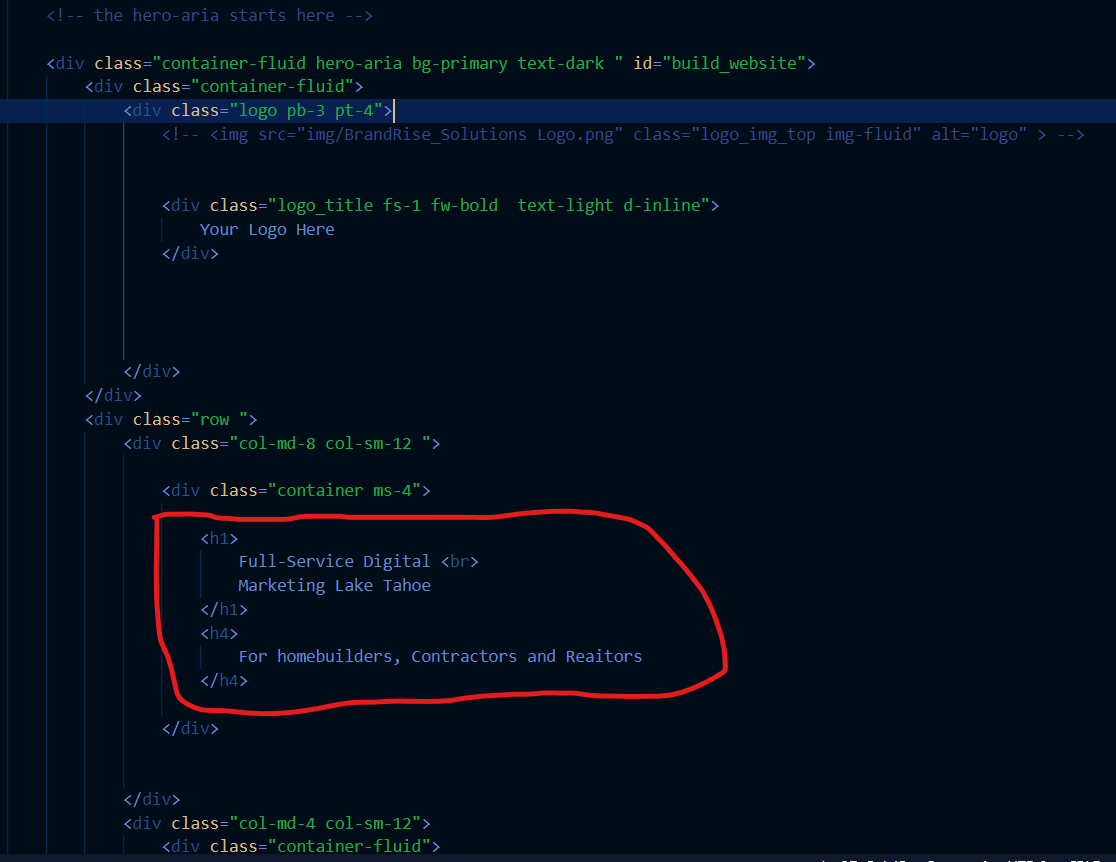 <!-- the hero-aria starts here -->
<div class="container-fluid hero-aria bg-primary text-dark " id="build_website">
<div class="container-fluid">
<div class="logo pb-3 pt-4">
<!-- <img src="img/BrandRise_Solutions Logo.png" class="logo_img_top img-fluid" alt="logo" > -->
<div class="logo_title fs-1 fw-bold  text-light d-inline">
Your Logo Here
</div>
</div>
</div>
<div class="row ">
<div class="col-md-8 col-sm-12 ">
<div class="container ms-4">
<h1>
Full-Service Digital <br>
Marketing Lake Tahoe
</h1>
<h4>
For homebuilders, Contractors and Reaitors
</h4>
</div>
</div>
<div class="col-md-4 col-sm-12">
<div class="container-fluid">